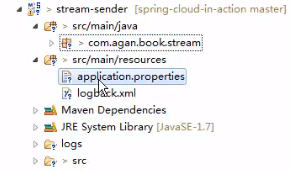 stream-sender [spring-cloud-in-action master]
src/main/java
com.agan.book.stream
src/main/resources
application.properties
logback.xml
Maven Dependencies
JRE System Library [JavaSE-1.7]
logs
src